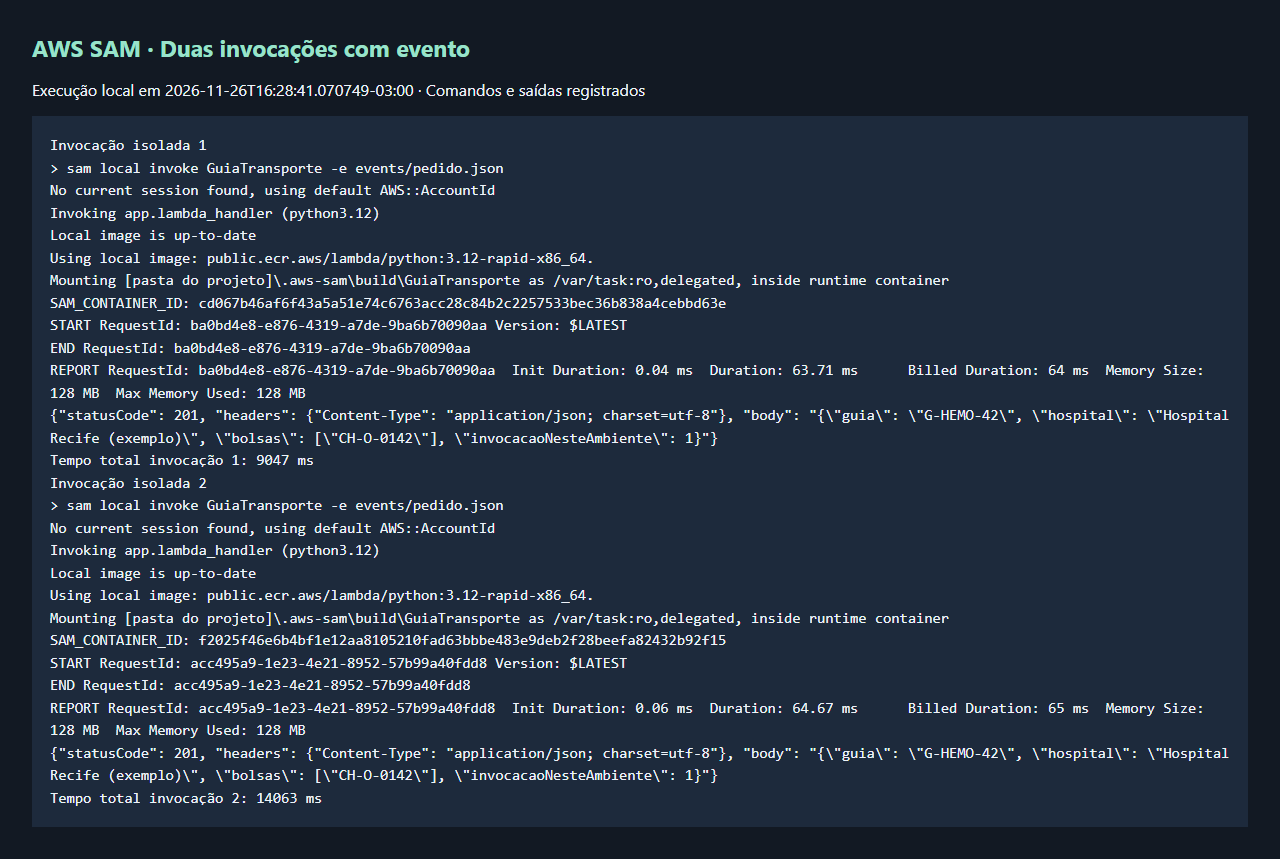 AWS SAM · Duas invocações com evento
Execução local em 2026-11-26T16:28:41.070749-03:00 · Comandos e saídas registrados
Invocação isolada 1
> sam local invoke GuiaTransporte -e events/pedido.json
No current session found, using default AWS::AccountId
Invoking app.lambda_handler (python3.12)
Local image is up-to-date
Using local image: public.ecr.aws/lambda/python:3.12-rapid-x86_64.
Mounting [pasta do projeto]\.aws-sam\build\GuiaTransporte as /var/task:ro,delegated, inside runtime container
SAM_CONTAINER_ID: cd067b46af6f43a5a51e74c6763acc28c84b2c2257533bec36b838a4cebbd63e
START RequestId: ba0bd4e8-e876-4319-a7de-9ba6b70090aa Version: $LATEST
END RequestId: ba0bd4e8-e876-4319-a7de-9ba6b70090aa
REPORT RequestId: ba0bd4e8-e876-4319-a7de-9ba6b70090aa  Init Duration: 0.04 ms  Duration: 63.71 ms      Billed Duration: 64 ms  Memory Size:
128 MB  Max Memory Used: 128 MB
{"statusCode": 201, "headers": {"Content-Type": "application/json; charset=utf-8"}, "body": "{\"guia\": \"G-HEMO-42\", \"hospital\": \"Hospital
Recife (exemplo)\", \"bolsas\": [\"CH-O-0142\"], \"invocacaoNesteAmbiente\": 1}"}
Tempo total invocação 1: 9047 ms
Invocação isolada 2
> sam local invoke GuiaTransporte -e events/pedido.json
No current session found, using default AWS::AccountId
Invoking app.lambda_handler (python3.12)
Local image is up-to-date
Using local image: public.ecr.aws/lambda/python:3.12-rapid-x86_64.
Mounting [pasta do projeto]\.aws-sam\build\GuiaTransporte as /var/task:ro,delegated, inside runtime container
SAM_CONTAINER_ID: f2025f46e6b4bf1e12aa8105210fad63bbbe483e9deb2f28beefa82432b92f15
START RequestId: acc495a9-1e23-4e21-8952-57b99a40fdd8 Version: $LATEST
END RequestId: acc495a9-1e23-4e21-8952-57b99a40fdd8
REPORT RequestId: acc495a9-1e23-4e21-8952-57b99a40fdd8  Init Duration: 0.06 ms  Duration: 64.67 ms      Billed Duration: 65 ms  Memory Size:
128 MB  Max Memory Used: 128 MB
{"statusCode": 201, "headers": {"Content-Type": "application/json; charset=utf-8"}, "body": "{\"guia\": \"G-HEMO-42\", \"hospital\": \"Hospital
Recife (exemplo)\", \"bolsas\": [\"CH-O-0142\"], \"invocacaoNesteAmbiente\": 1}"}
Tempo total invocação 2: 14063 ms